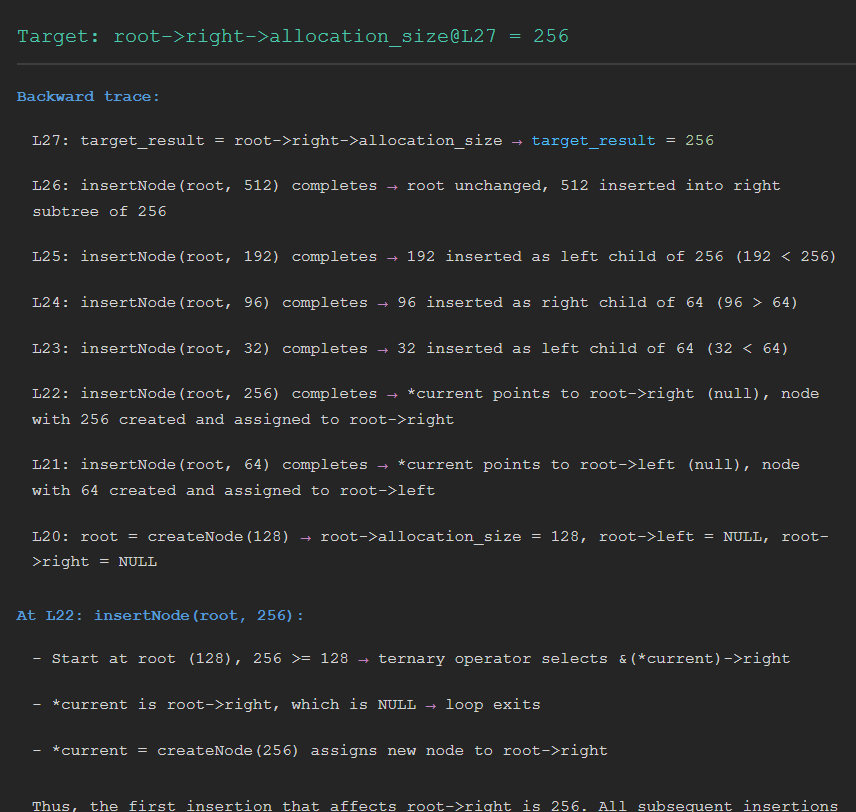 Target: root->right->allocation_size@L27 = 256
Backward trace:
L27: target_result = root->right->allocation_size → target_result = 256
L26: insertNode(root, 512) completes → root unchanged, 512 inserted into right
subtree of 256
L25: insertNode(root, 192) completes → 192 inserted as left child of 256 (192 < 256)
L24: insertNode(root, 96) completes → 96 inserted as right child of 64 (96 > 64)
L23: insertNode(root, 32) completes → 32 inserted as left child of 64 (32 < 64)
L22: insertNode(root, 256) completes → *current points to root->right (null), node
with 256 created and assigned to root->right
L21: insertNode(root, 64) completes → *current points to root->left (null), node
with 64 created and assigned to root->left
L20: root = createNode(128) → root->allocation_size = 128, root->left = NULL, root-
>right = NULL
At L22: insertNode(root, 256):
- Start at root (128), 256 >= 128 → ternary operator selects &(*current)->right
- *current is root->right, which is NULL → loop exits
- *current = createNode(256) assigns new node to root->right
Thus, the first insertion that affects root->right is 256. All subsequent insertions